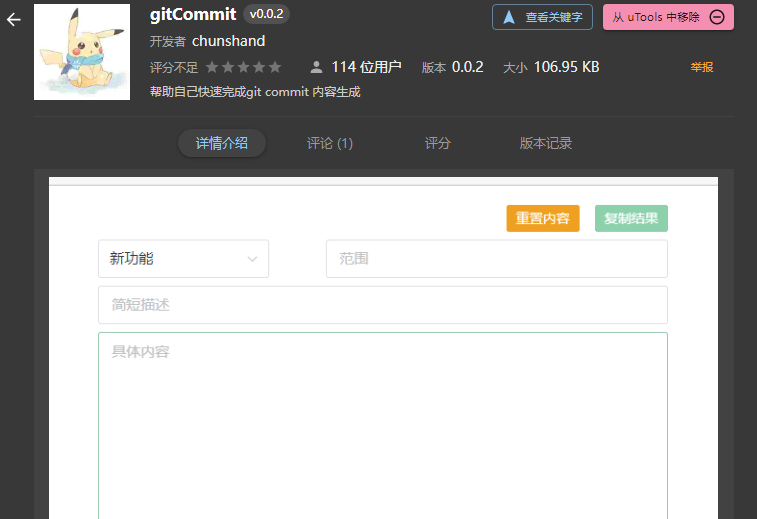 gitCommit v0.0.2 查看关键字 从 uTools 中移除
开发者 chunshand
评分不足 114 位用户 版本 0.0.2 大小 106.95 KB 举报
帮助自己快速完成git commit 内容生成
详情介绍 评论 (1) 评分 版本记录
重置内容 复制结果
新功能 范围
简短描述
具体内容